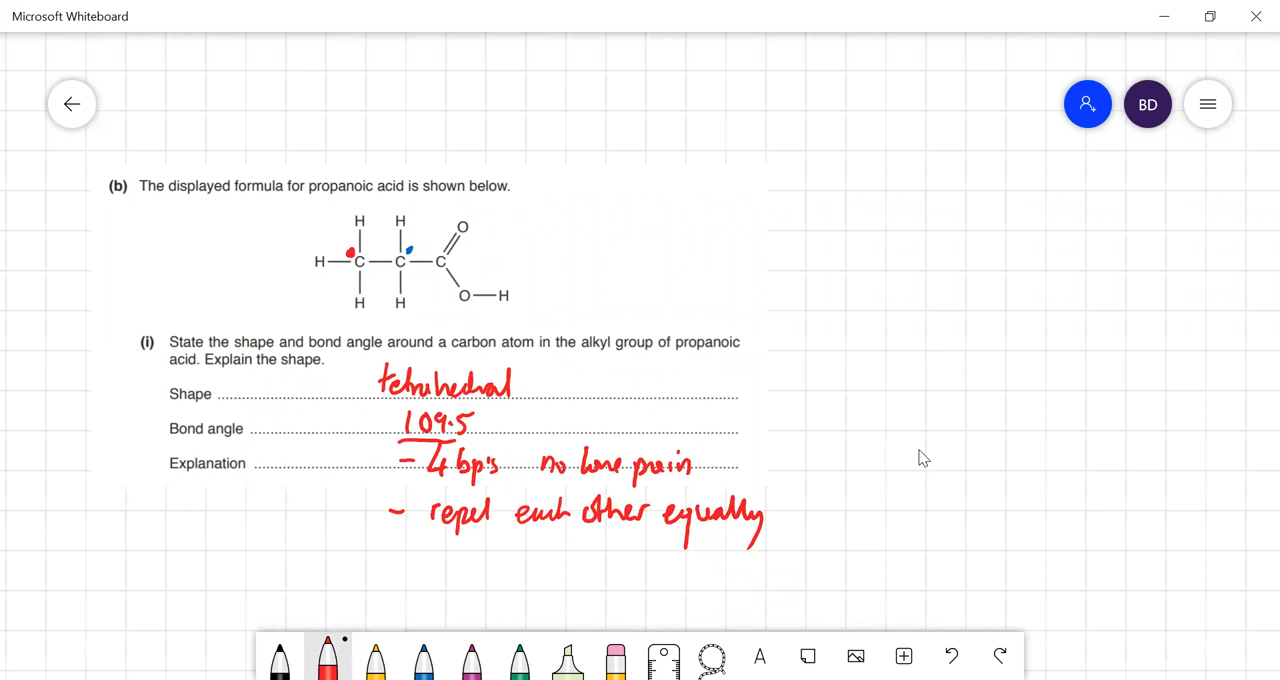 Microsoft Whiteboard
BD
(b) The displayed formula for propanoic acid is shown below.
H H O
H C C C
H H O H
(i) State the shape and bond angle around a carbon atom in the alkyl group of propanoic
acid. Explain the shape.
Shape ........ tetrahedral
Bond angle ........ 109.5
Explanation ........ - 4 bp's no lone pain
- repel each other equally
A